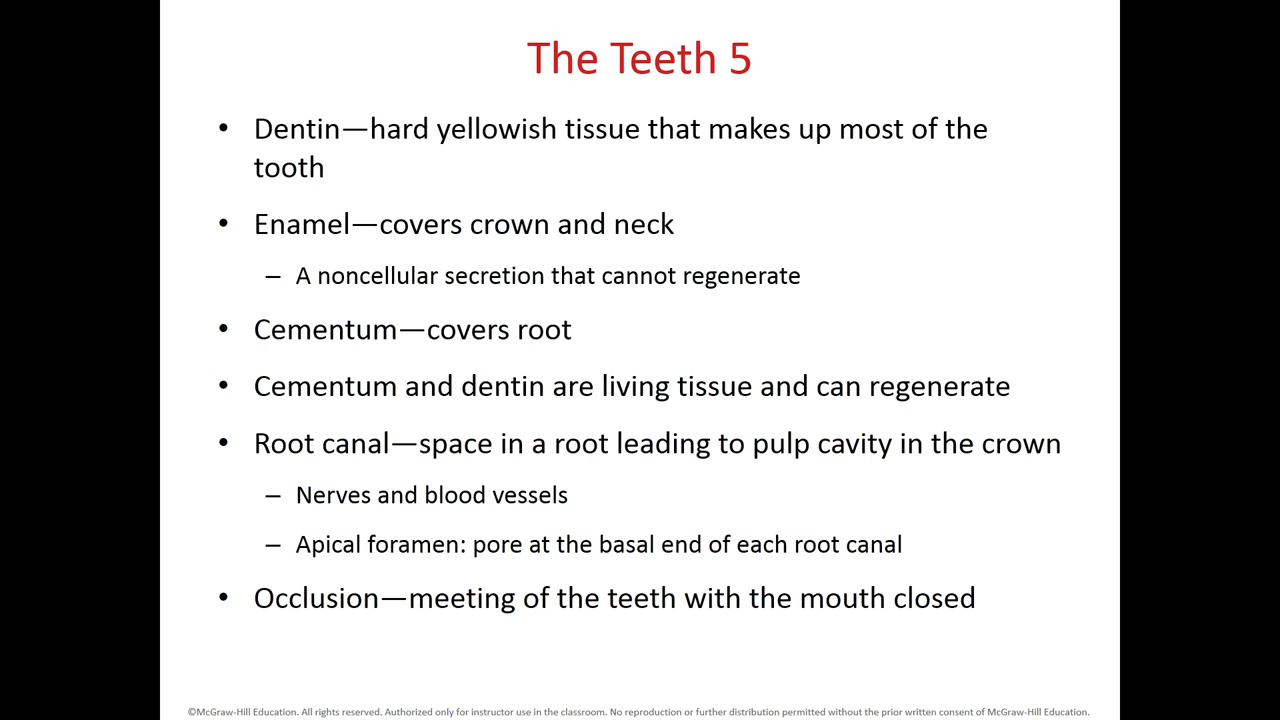 The Teeth 5
• Dentin—hard yellowish tissue that makes up most of the
tooth
• Enamel—covers crown and neck
– A noncellular secretion that cannot regenerate
• Cementum—covers root
• Cementum and dentin are living tissue and can regenerate
• Root canal—space in a root leading to pulp cavity in the crown
– Nerves and blood vessels
– Apical foramen: pore at the basal end of each root canal
• Occlusion—meeting of the teeth with the mouth closed
©McGraw-Hill Education. All rights reserved. Authorized only for instructor use in the classroom. No reproduction or further distribution permitted without the prior written consent of McGraw-Hill Education.